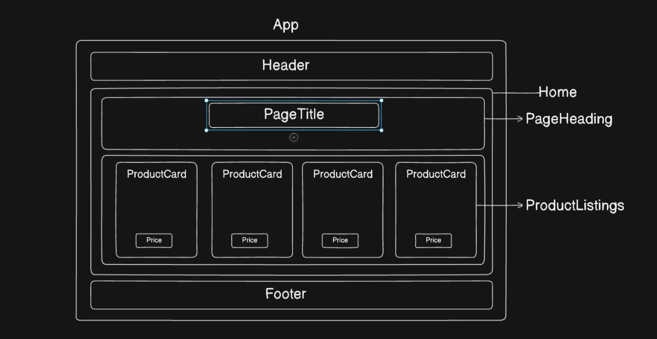 App
Header
Home
PageTitle
PageHeading
ProductCard ProductCard ProductCard ProductCard
ProductListings
Price Price Price Price
Footer